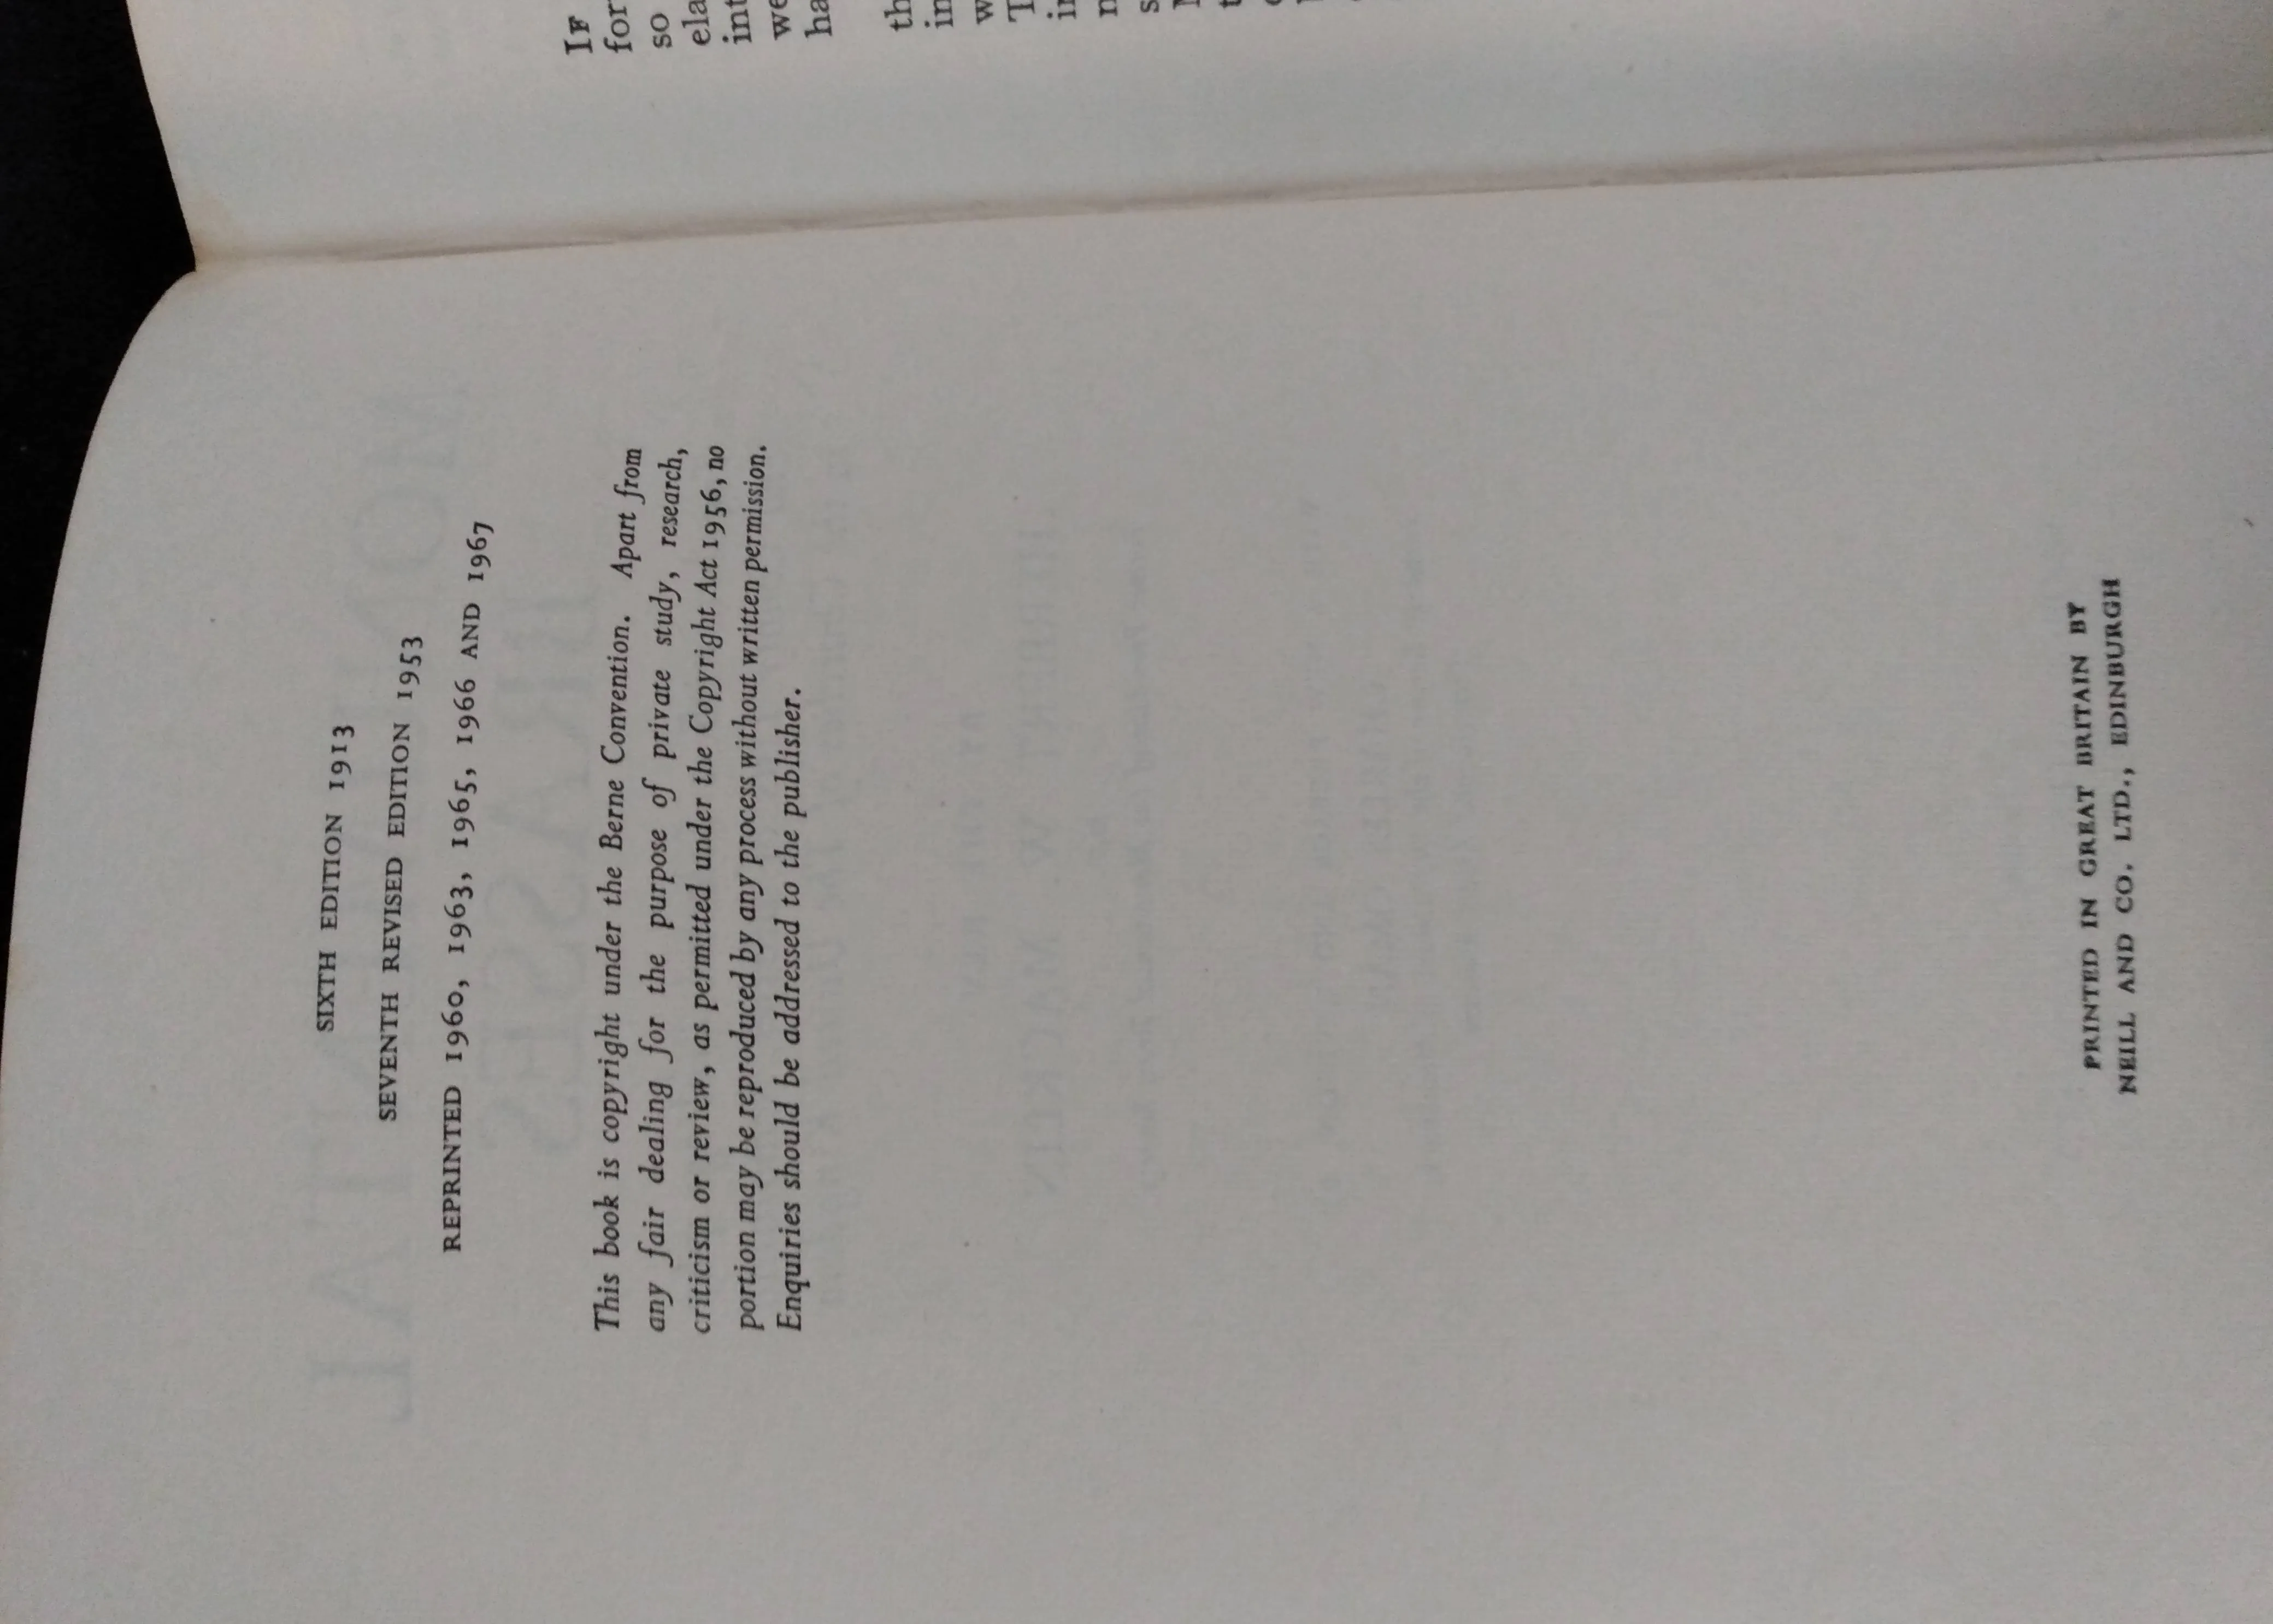 SIXTH EDITION 1913
SEVENTH REVISED EDITION 1953
REPRINTED 1960, 1963, 1965, 1966 AND 1967
This book is copyright under the Berne Convention. Apart from
any fair dealing for the purpose of private study, research,
criticism or review, as permitted under the Copyright Act 1956, no
portion may be reproduced by any process without written permission.
Enquiries should be addressed to the publisher.
PRINTED IN GREAT BRITAIN BY
NEILL AND CO. LTD., EDINBURGH
IF
for
so